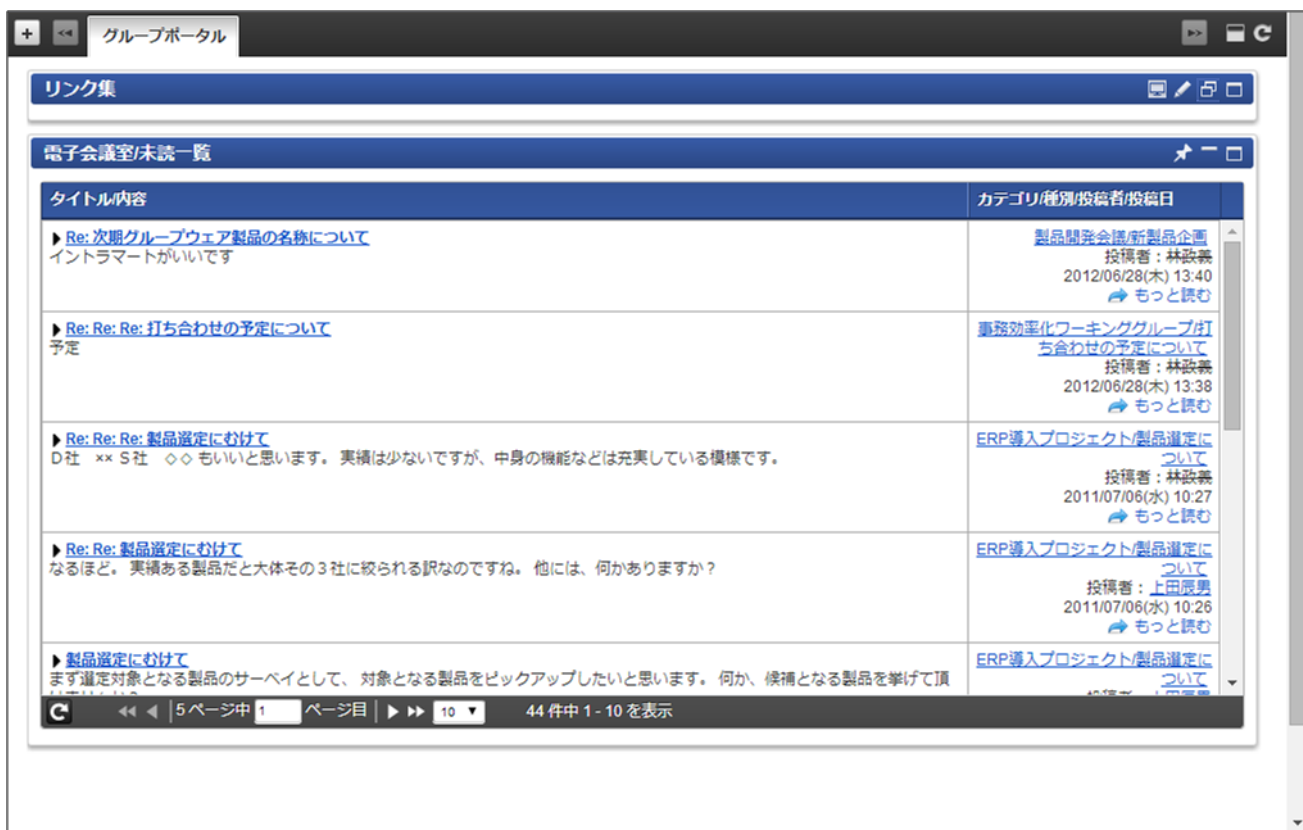 グループポータル
リンク集
電子会議室/未読一覧
タイトル/内容
カテゴリ/種別/投稿者/投稿日
Re: 次期グループウェア製品の名称について
イントラマートがいいです
製品開発会議/新製品企画
投稿者：林政義
2012/06/28(木) 13:40
もっと読む
Re: Re: Re: 打ち合わせの予定について
予定
事務効率化ワーキンググループ/打
ち合わせの予定について
投稿者：林政義
2012/06/28(木) 13:38
もっと読む
Re: Re: Re: 製品選定にむけて
D社　×× S社　◇◇ もいいと思います。 実績は少ないですが、中身の機能などは充実している模様です。
ERP導入プロジェクト/製品選定に
ついて
投稿者：林政義
2011/07/06(水) 10:27
もっと読む
Re: Re: 製品選定にむけて
なるほど。 実績ある製品だと大体その３社に絞られる訳なのですね。 他には、何かありますか？
ERP導入プロジェクト/製品選定に
ついて
投稿者：上田辰男
2011/07/06(水) 10:26
もっと読む
製品選定にむけて
まず選定対象となる製品のサーベイとして、 対象となる製品をピックアップしたいと思います。 何か、候補となる製品を挙げて頂
ERP導入プロジェクト/製品選定に
ついて
5ページ中 1 ページ目 10 44 件中 1 - 10 を表示